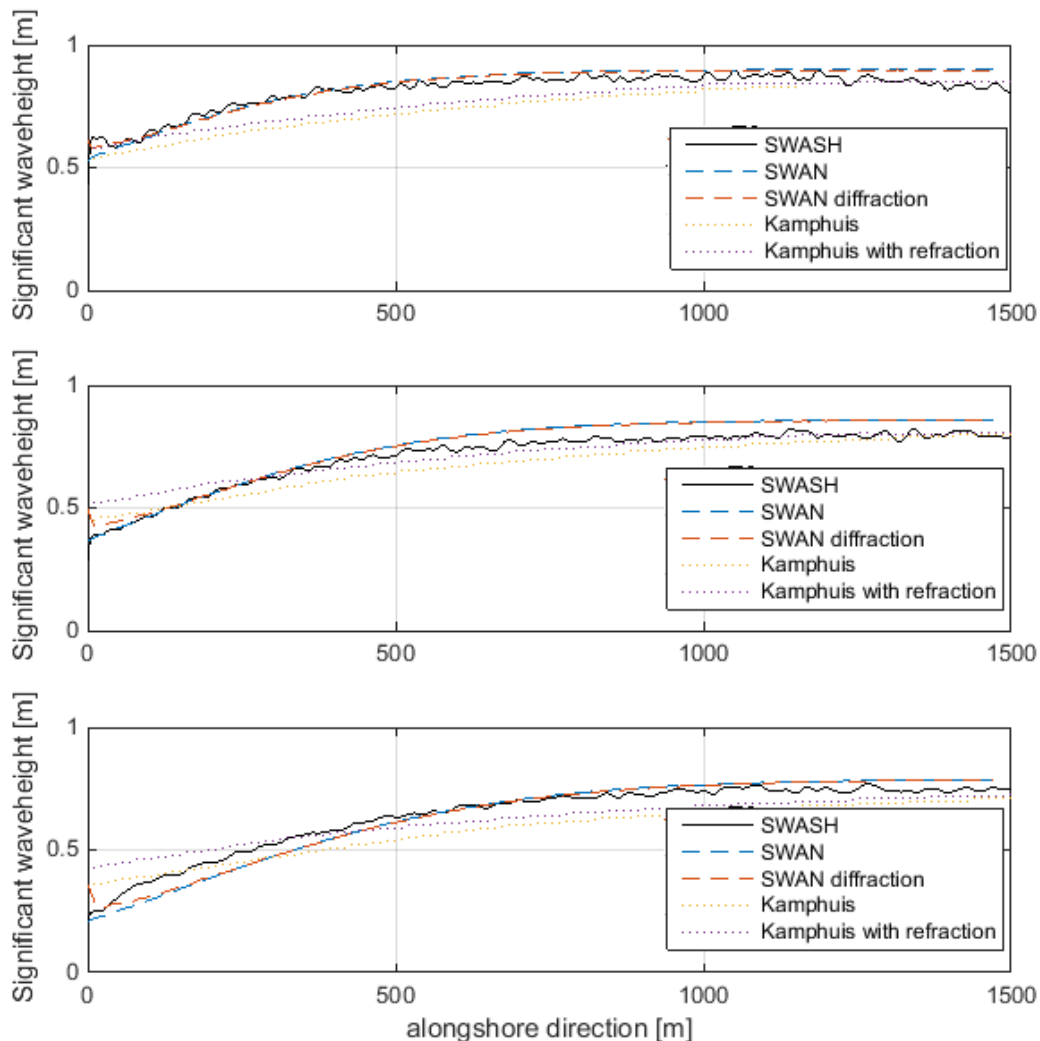 Significant waveheight [m]
1
0.5
0
0
500
1000
1500
SWASH
SWAN
SWAN diffraction
Kamphuis
Kamphuis with refraction
Significant waveheight [m]
1
0.5
0
0
500
1000
1500
SWASH
SWAN
SWAN diffraction
Kamphuis
Kamphuis with refraction
Significant waveheight [m]
1
0.5
0
0
500
1000
1500
SWASH
SWAN
SWAN diffraction
Kamphuis
Kamphuis with refraction
alongshore direction [m]